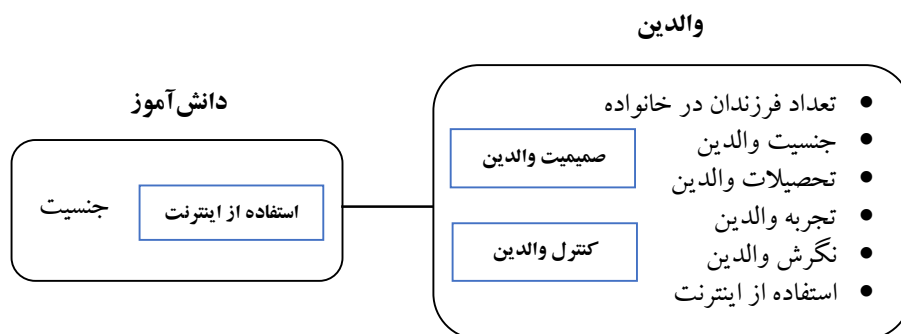 والدین
تعداد فرزندان در خانواده
جنسیت والدین
تحصیلات والدین
تجربه والدین
نگرش والدین
استفاده از اینترنت
صمیمیت والدین
کنترل والدین
دانش‌آموز
استفاده از اینترنت
جنسیت